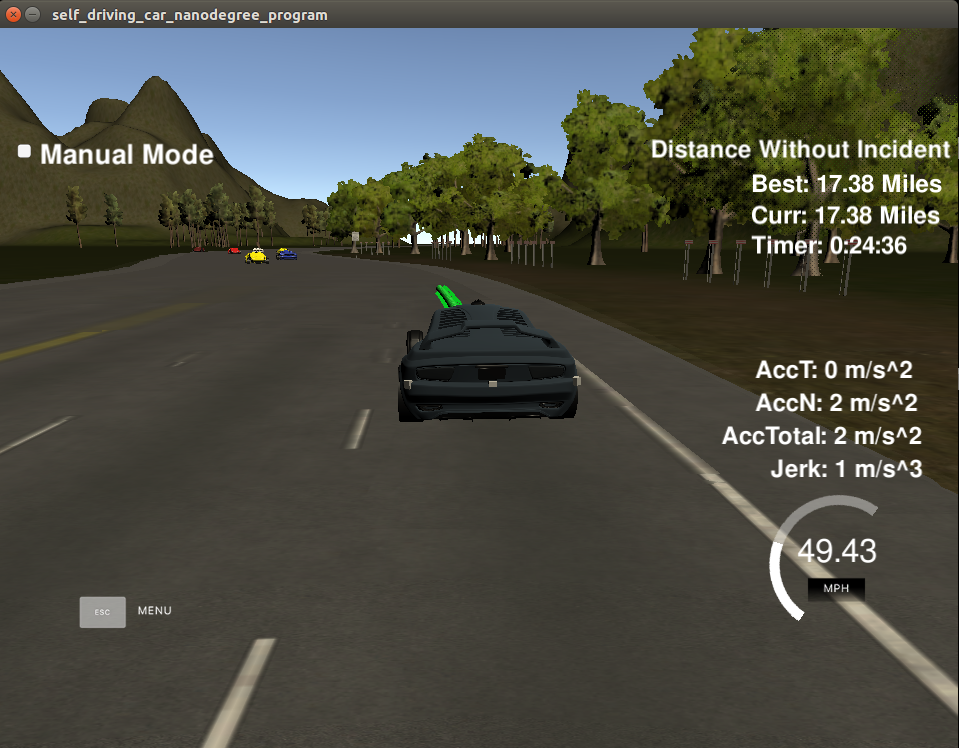 self_driving_car_nanodegree_program
Manual Mode
Distance Without Incident
Best: 17.38 Miles
Curr: 17.38 Miles
Timer: 0:24:36
AccT: 0 m/s^2
AccN: 2 m/s^2
AccTotal: 2 m/s^2
Jerk: 1 m/s^3
49.43
MPH
ESC MENU